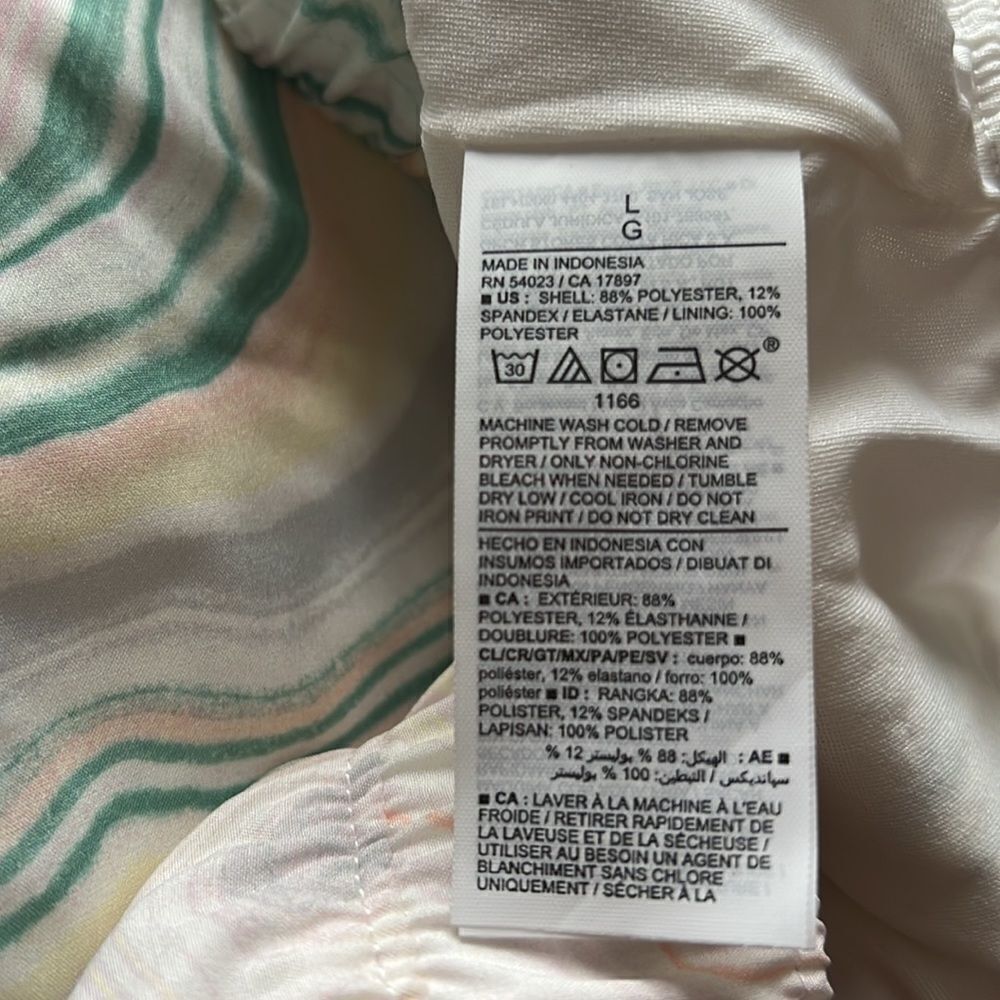 L
G
MADE IN INDONESIA
RN 54023 / CA 17897
■ US : SHELL: 88% POLYESTER, 12%
SPANDEX / ELASTANE / LINING: 100%
POLYESTER
30 ®
1166
MACHINE WASH COLD / REMOVE
PROMPTLY FROM WASHER AND
DRYER / ONLY NON-CHLORINE
BLEACH WHEN NEEDED / TUMBLE
DRY LOW / COOL IRON / DO NOT
IRON PRINT / DO NOT DRY CLEAN
HECHO EN INDONESIA CON
INSUMOS IMPORTADOS / DIBUAT DI
INDONESIA
■ CA : EXTÉRIEUR: 88%
POLYESTER, 12% ÉLASTHANNE /
DOUBLURE: 100% POLYESTER ■
CL/CR/GT/MX/PA/PE/SV : cuerpo: 88%
poliéster, 12% elastano / forro: 100%
poliéster ■ ID : RANGKA: 88%
POLISTER, 12% SPANDEKS /
LAPISAN: 100% POLISTER
■ AE : الهيكل: 88 % بوليستر 12 %
سباندیکس / التبطين: 100 % بوليستر
■ CA : LAVER À LA MACHINE À L'EAU
FROIDE / RETIRER RAPIDEMENT DE
LA LAVEUSE ET DE LA SÉCHEUSE /
UTILISER AU BESOIN UN AGENT DE
BLANCHIMENT SANS CHLORE
UNIQUEMENT / SÉCHER À LA